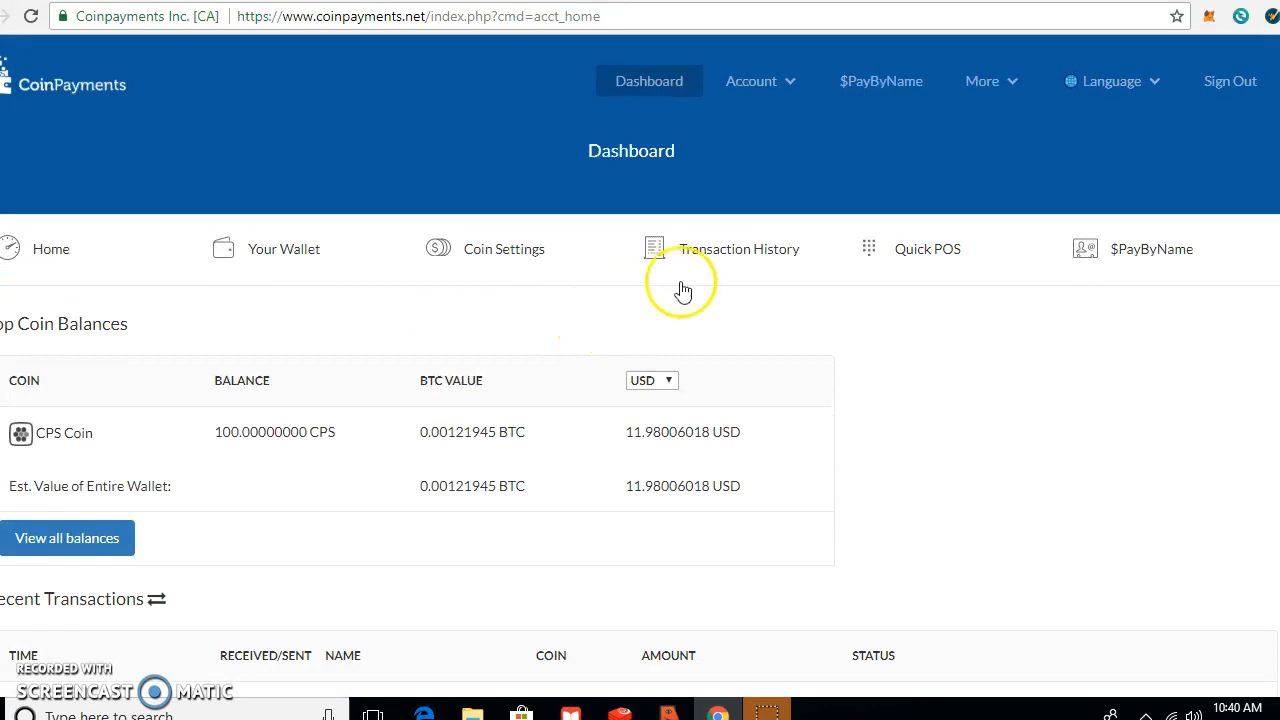 Coinpayments Inc. [CA] https://www.coinpayments.net/index.php?cmd=acct_home
CoinPayments Dashboard Account $PayByName More Language Sign Out
Dashboard
Home Your Wallet Coin Settings Transaction History Quick POS $PayByName
op Coin Balances
COIN BALANCE BTC VALUE USD
CPS Coin 100.00000000 CPS 0.00121945 BTC 11.98006018 USD
Est. Value of Entire Wallet: 0.00121945 BTC 11.98006018 USD
View all balances
ecent Transactions
TIME RECEIVED/SENT NAME COIN AMOUNT STATUS
RECORDED WITH
SCREENCAST MATIC
Type here to search 10:40 AM